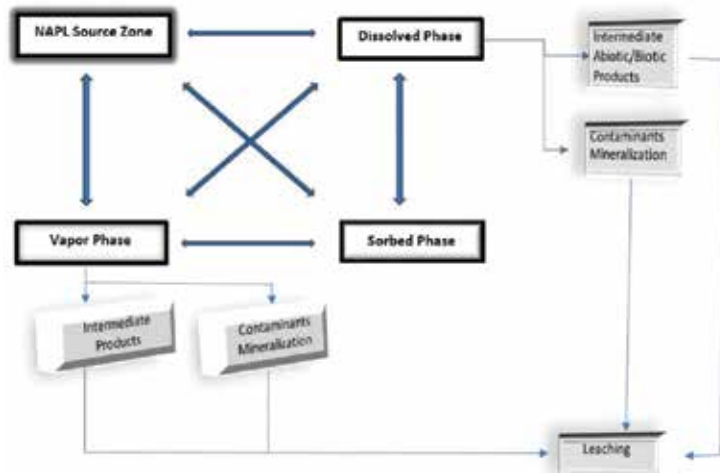 NAPL Source Zone
Dissolved Phase
Intermediate
Abiotic/Biotic
Products
Contaminants
Mineralization
Vapor Phase
Sorbed Phase
Intermediate
Products
Contaminants
Mineralization
Leaching